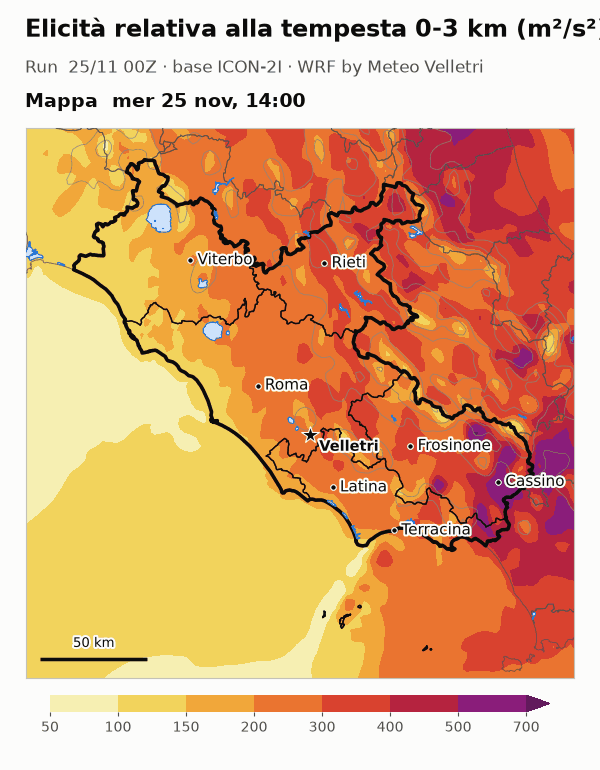 Elicità relativa alla tempesta 0-3 km (m²/s²)
Run  25/11 00Z · base ICON-2I · WRF by Meteo Velletri
Mappa  mer 25 nov, 14:00
Viterbo
Rieti
Roma
Velletri
Frosinone
Cassino
Latina
Terracina
50 km
50 100 150 200 300 400 500 700